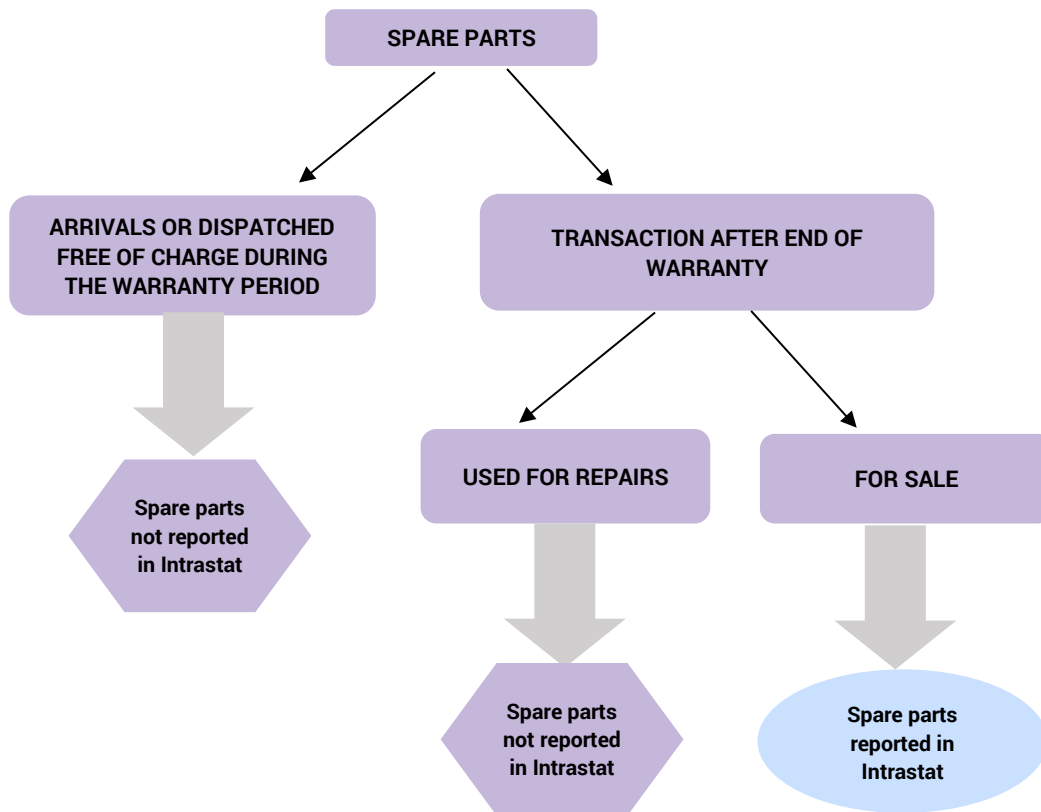 SPARE PARTS
ARRIVALS OR DISPATCHED
FREE OF CHARGE DURING
THE WARRANTY PERIOD
TRANSACTION AFTER END OF
WARRANTY
USED FOR REPAIRS
FOR SALE
Spare parts
not reported
in Intrastat
Spare parts
not reported
in Intrastat
Spare parts
reported in
Intrastat